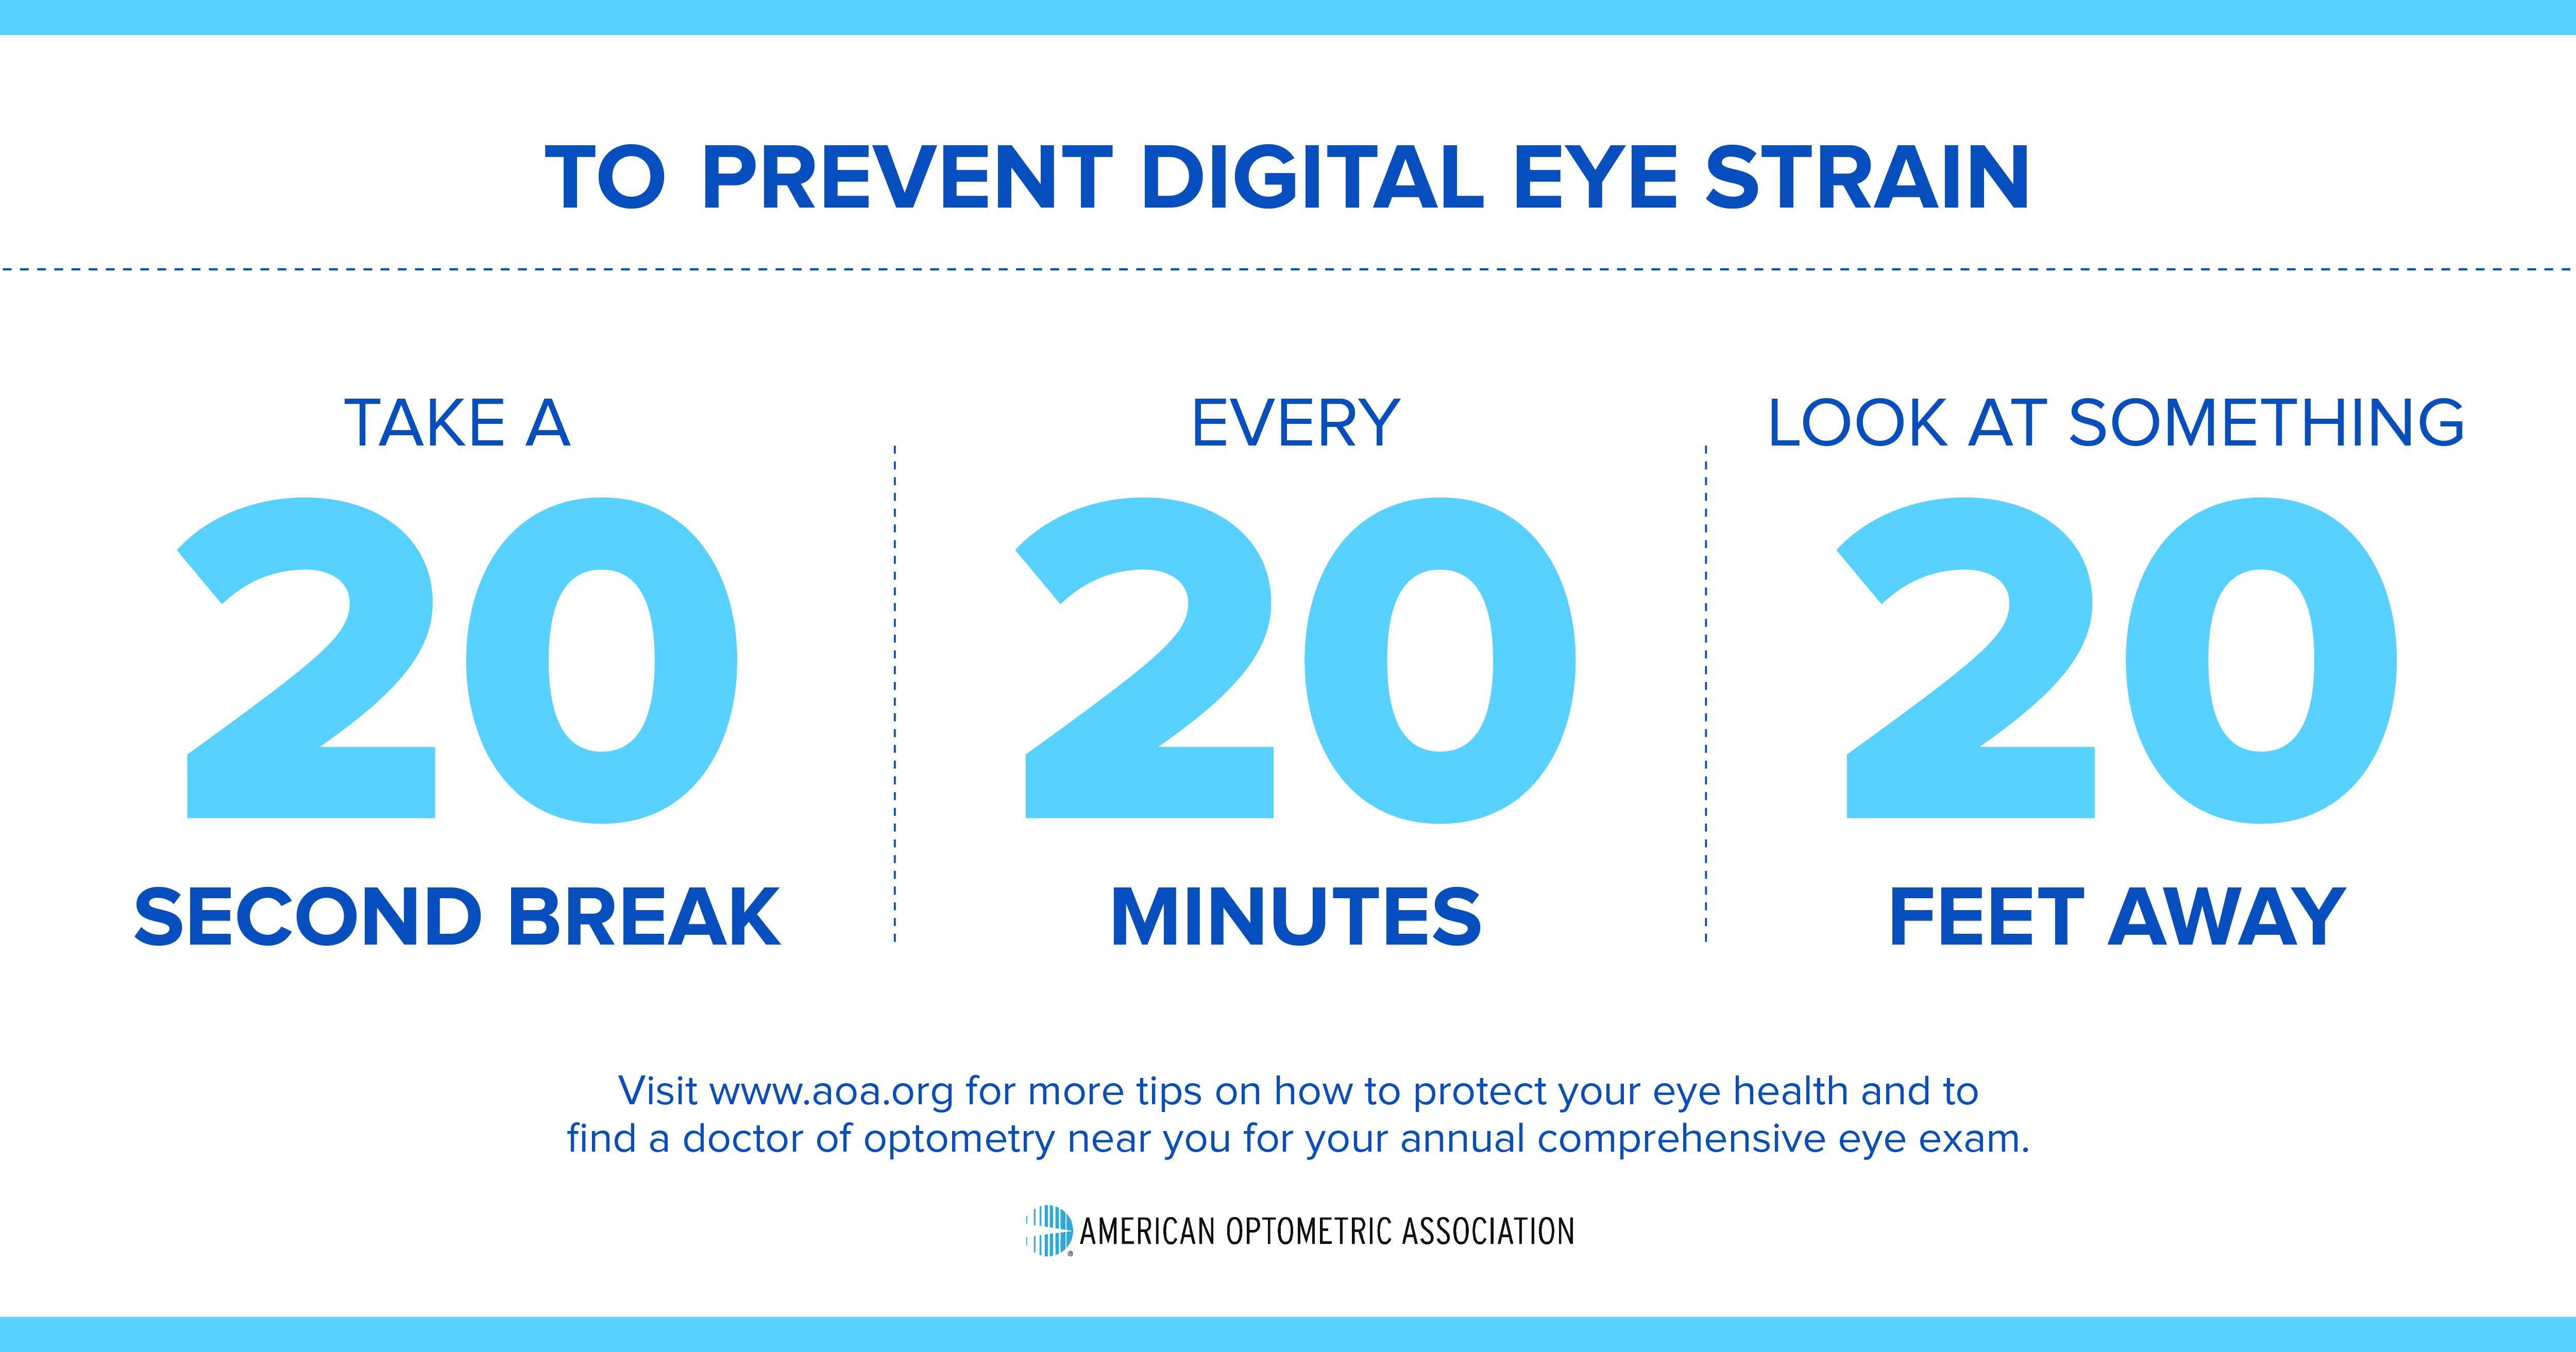 TO PREVENT DIGITAL EYE STRAIN
TAKE A
20
SECOND BREAK
EVERY
20
MINUTES
LOOK AT SOMETHING
20
FEET AWAY
Visit www.aoa.org for more tips on how to protect your eye health and to
find a doctor of optometry near you for your annual comprehensive eye exam.
® AMERICAN OPTOMETRIC ASSOCIATION